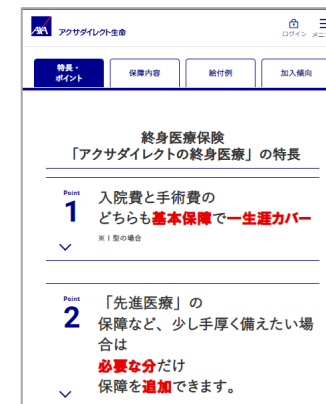 AXA アクサダイレクト生命
ログイン メニ
特長・
ポイント
保障内容
給付例
加入傾向
終身医療保険
「アクサダイレクトの終身医療」の特長
Point
1
入院費と手術費の
どちらも基本保障で一生涯カバー
※Ⅰ型の場合
Point
2
「先進医療」の
保障など、少し手厚く備えたい場
合は
必要な分だけ
保障を追加できます。